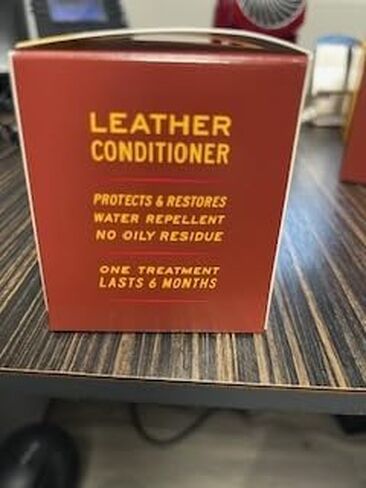 LEATHER
CONDITIONER
PROTECTS & RESTORES
WATER REPELLENT
NO OILY RESIDUE
ONE TREATMENT
LASTS 6 MONTHS